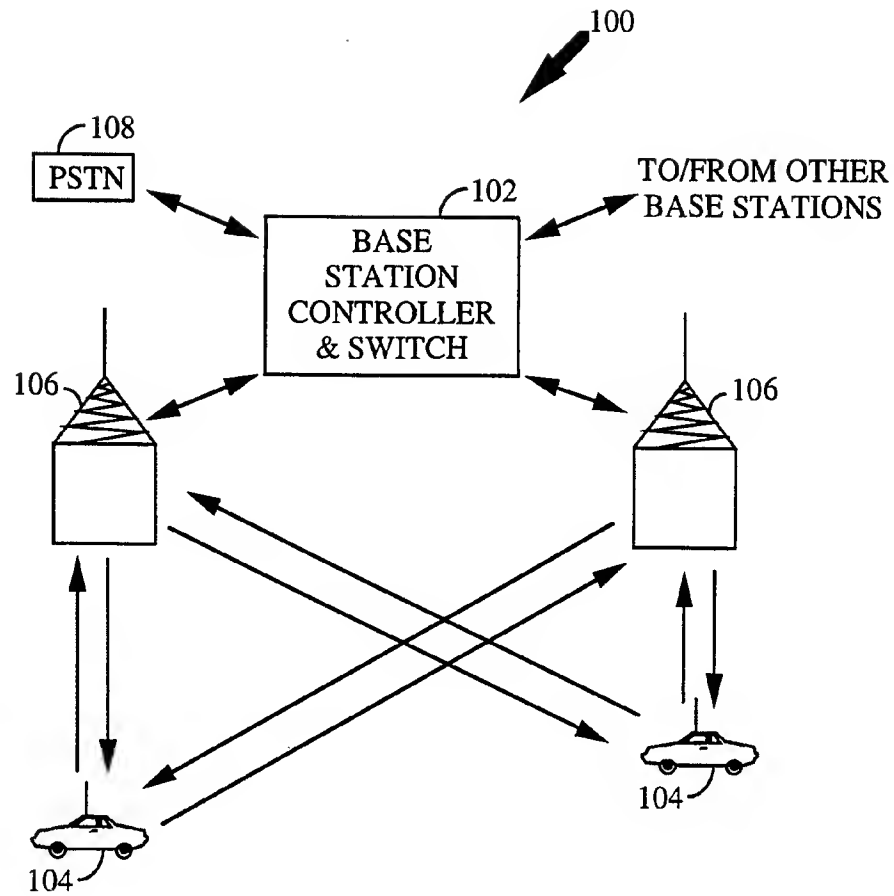 100
108
PSTN
102
TO/FROM OTHER
BASE STATIONS
BASE
STATION
CONTROLLER
& SWITCH
106
106
104
104